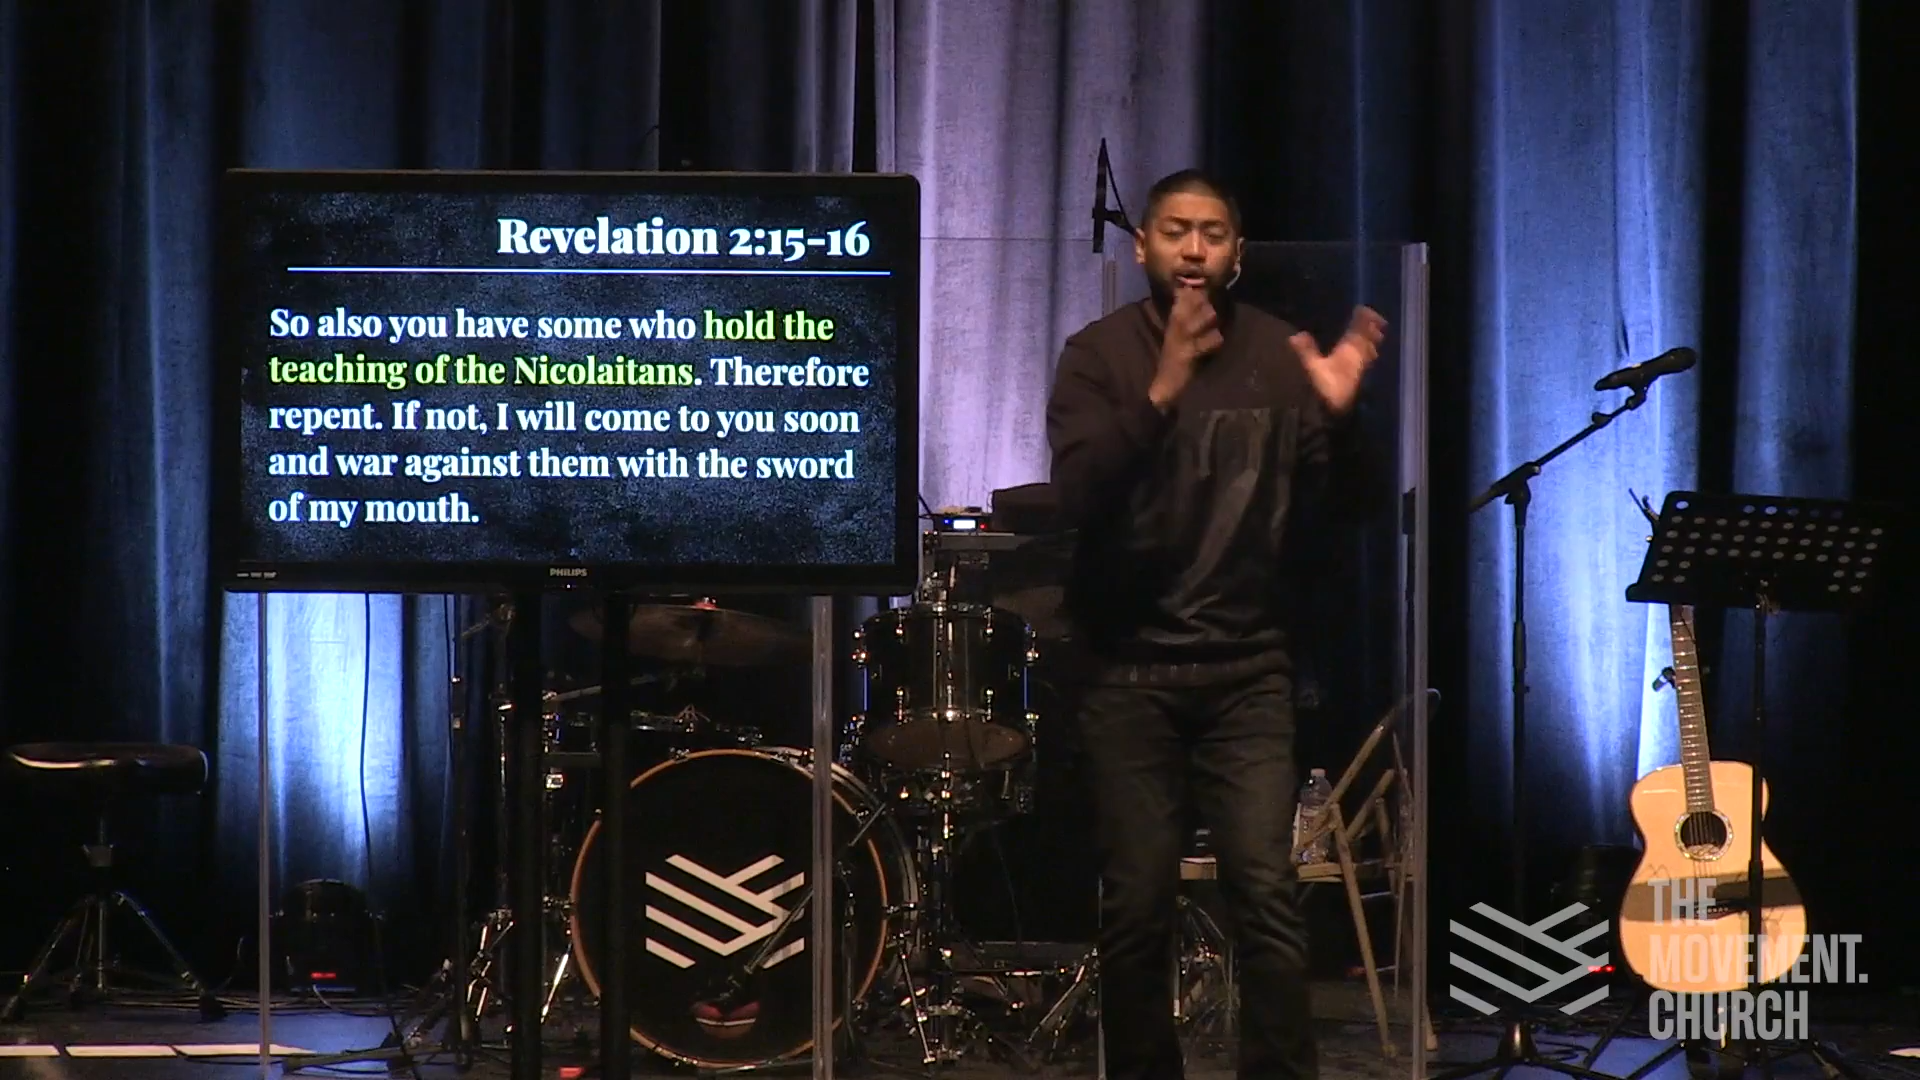 Revelation 2:15-16
So also you have some who hold the
teaching of the Nicolaitans. Therefore
repent. If not, I will come to you soon
and war against them with the sword
of my mouth.
PHILIPS
THE
MOVEMENT.
CHURCH